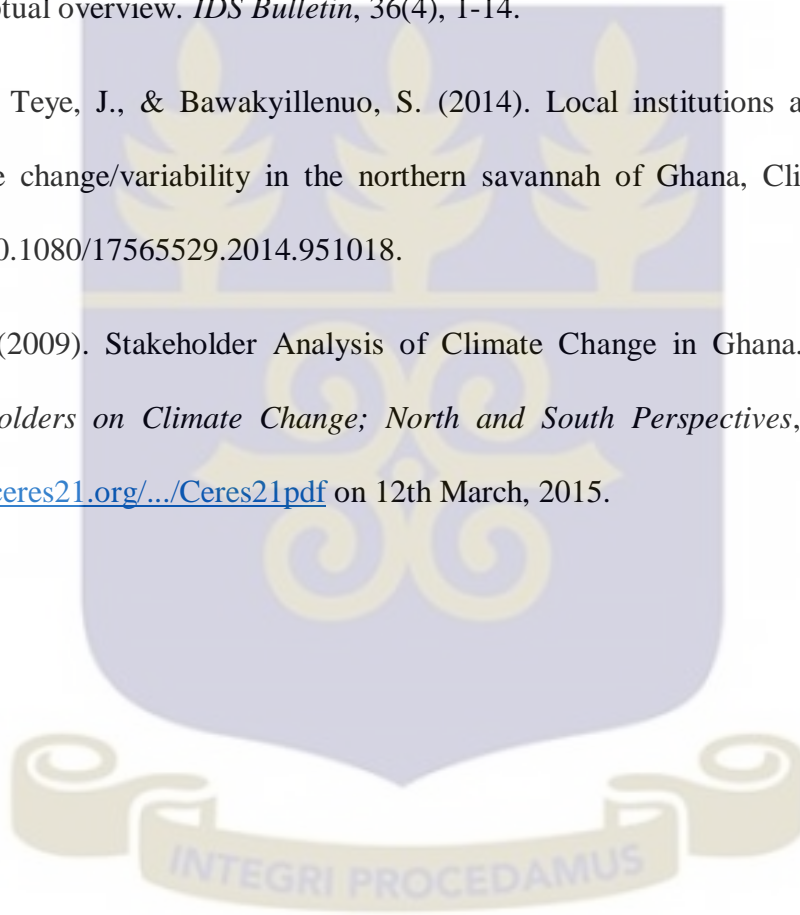 ptual overview. IDS Bulletin, 36(4), 1-14.
Teye, J., & Bawakyillenuo, S. (2014). Local institutions a
e change/variability in the northern savannah of Ghana, Cli
0.1080/17565529.2014.951018.
(2009). Stakeholder Analysis of Climate Change in Ghana.
olders on Climate Change; North and South Perspectives,
ceres21.org/.../Ceres21pdf on 12th March, 2015.
INTEGRI PROCEDAMUS